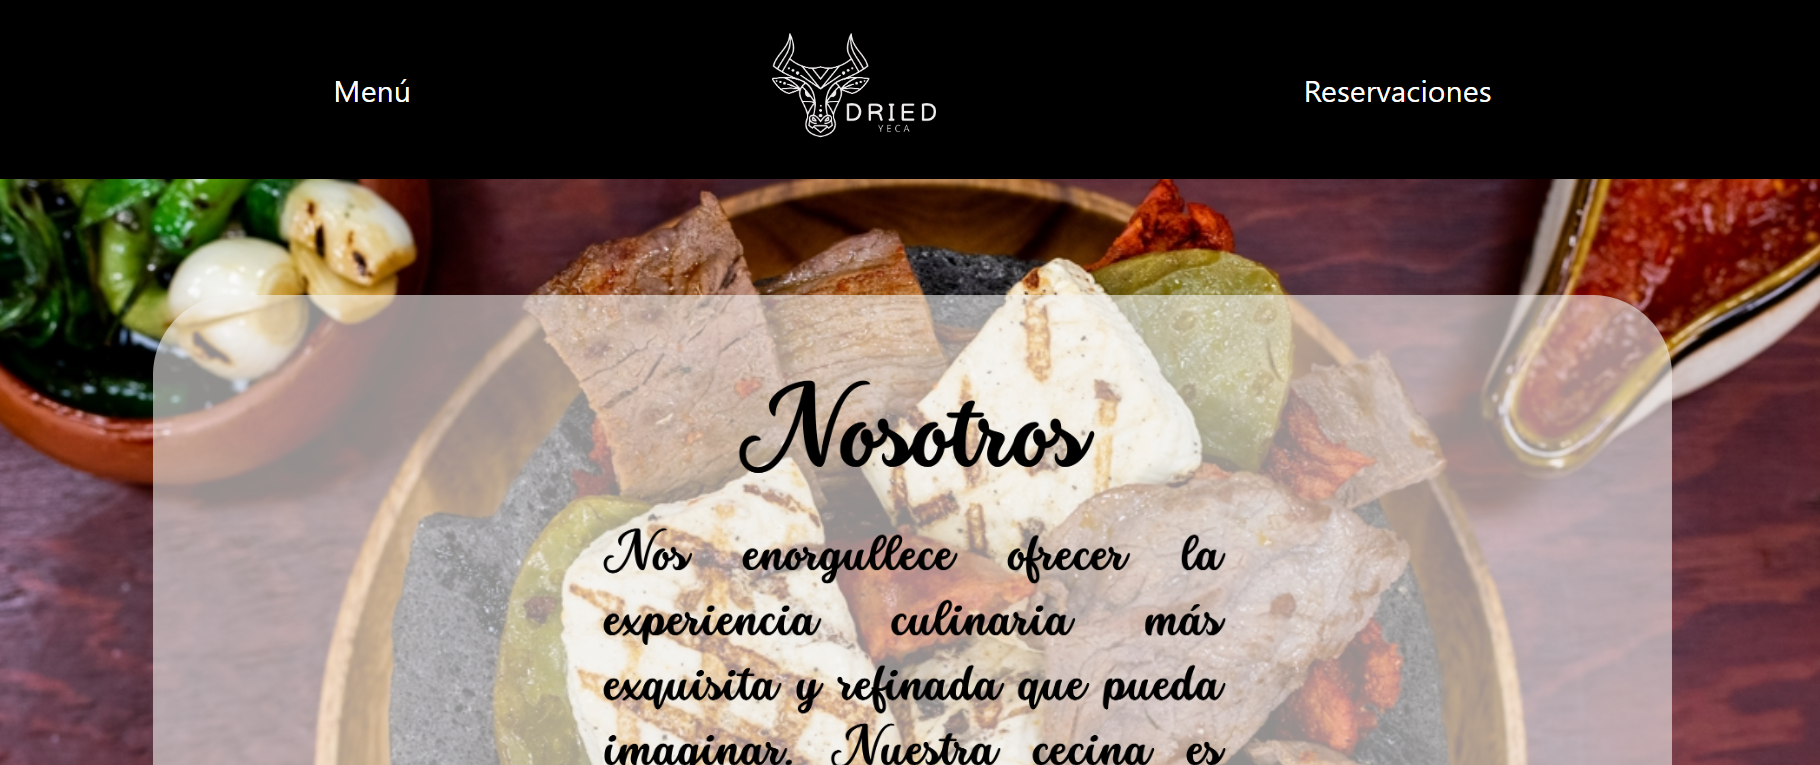 Menú
DRIED
YECA
Reservaciones
Nosotros
Nos enorgullece ofrecer la
experiencia culinaria más
exquisita y refinada que pueda
imaginar. Nuestra cecina es